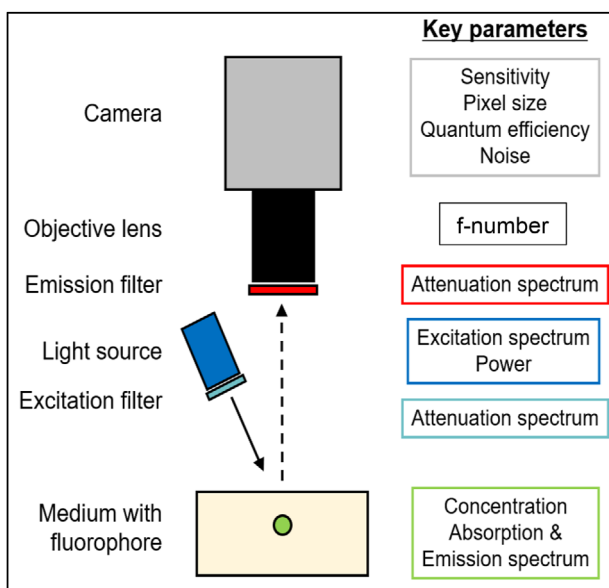 Key parameters
Camera
Sensitivity
Pixel size
Quantum efficiency
Noise
Objective lens
f-number
Emission filter
Attenuation spectrum
Light source
Excitation spectrum
Power
Excitation filter
Attenuation spectrum
Medium with
fluorophore
Concentration
Absorption &
Emission spectrum